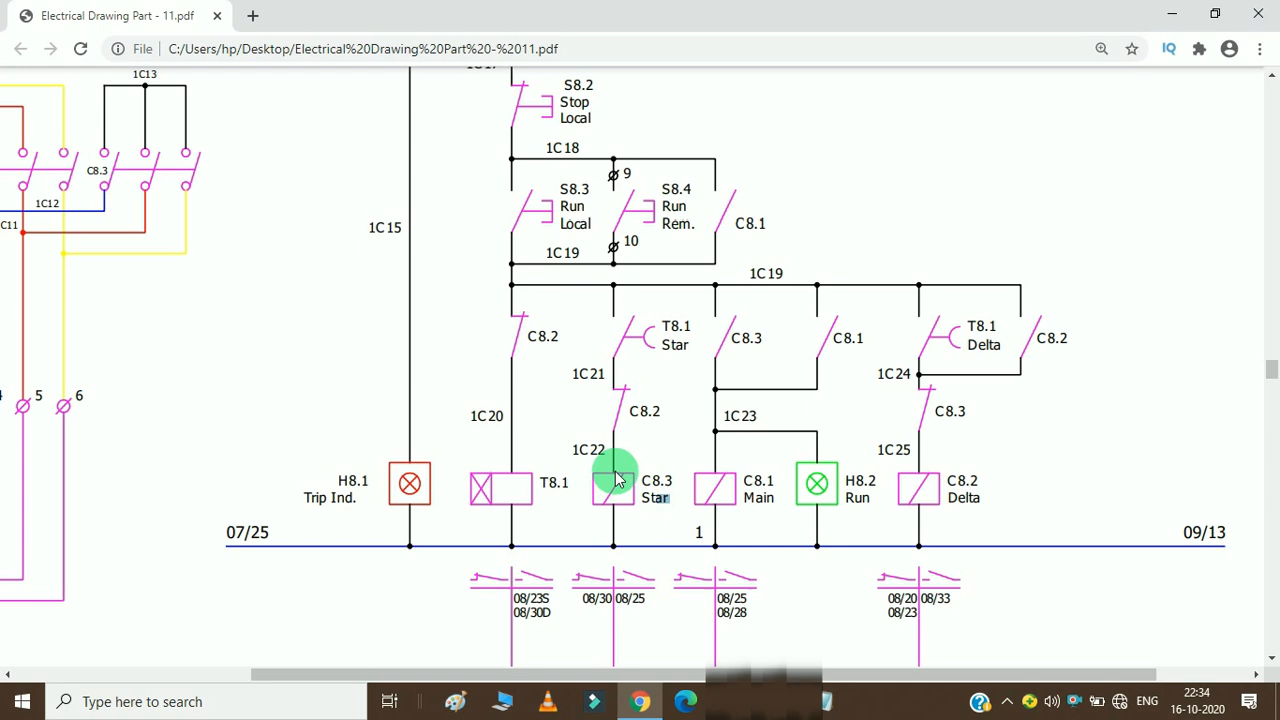 Electrical Drawing Part - 11.pdf
File
C:/Users/hp/Desktop/Electrical%20Drawing%20Part%20-%2011.pdf
IQ
1C13
S8.2
Stop
Local
1C18
9
C8.3
S8.3
Run
Local
S8.4
Run
Rem.
1C12
C8.1
1C15
10
1C19
1C19
T8.1
Star
T8.1
Delta
C8.2
C8.3
C8.1
C8.2
1C21
1C24
5
6
C8.2
C8.3
1C20
1C23
1C22
1C25
H8.1
Trip Ind.
T8.1
C8.3
Star
C8.1
Main
H8.2
Run
C8.2
Delta
07/25
1
09/13
08/23S
08/30D
08/30
08/25
08/25
08/28
08/20
08/23
08/33
Type here to search
ENG
22:34
16-10-2020